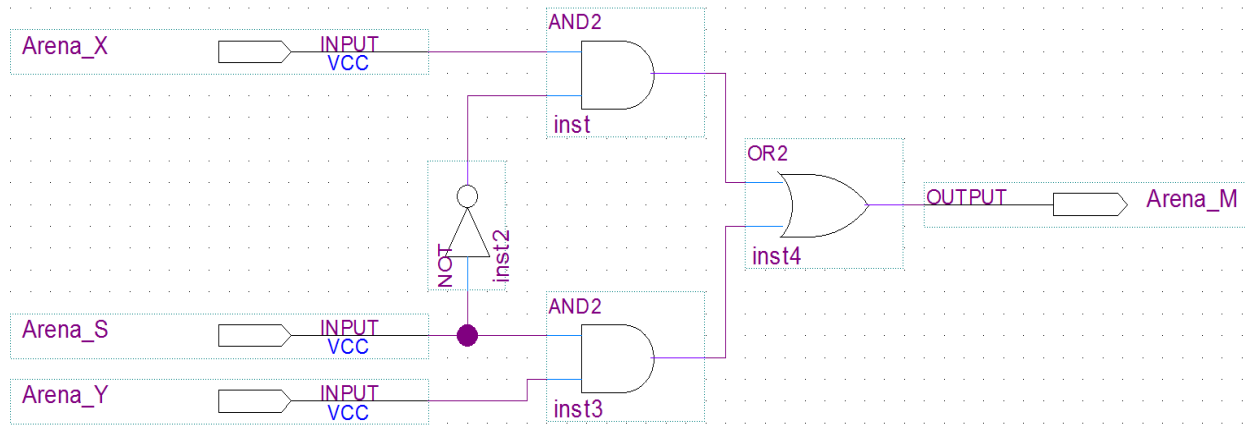 AND2
Arena_X
INPUT
VCC
inst
OR2
NOT
inst2
OUTPUT
Arena_M
inst4
AND2
Arena_S
INPUT
VCC
Arena_Y
INPUT
VCC
inst3